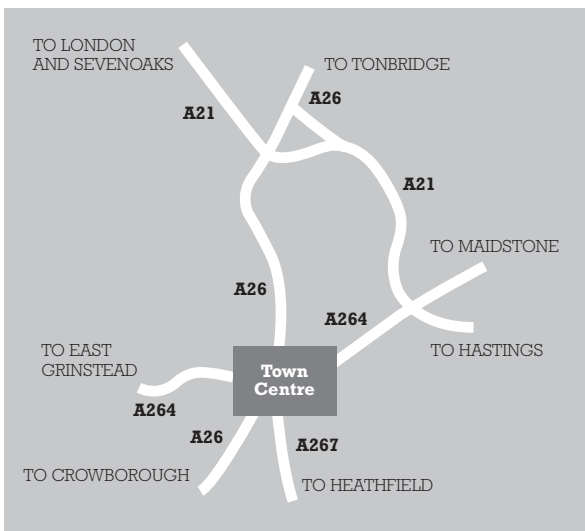 TO LONDON
AND SEVENOAKS
TO TONBRIDGE
A26
A21
A21
TO MAIDSTONE
A26
A264
TO EAST
GRINSTEAD
TO HASTINGS
Town
Centre
A264
A26
A267
TO CROWBOROUGH
TO HEATHFIELD